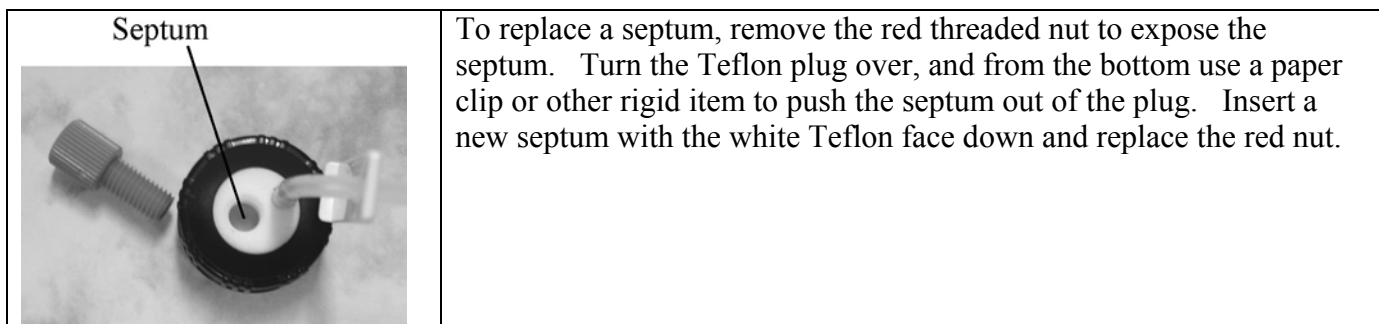 Septum
To replace a septum, remove the red threaded nut to expose the
septum.   Turn the Teflon plug over, and from the bottom use a paper
clip or other rigid item to push the septum out of the plug.   Insert a
new septum with the white Teflon face down and replace the red nut.